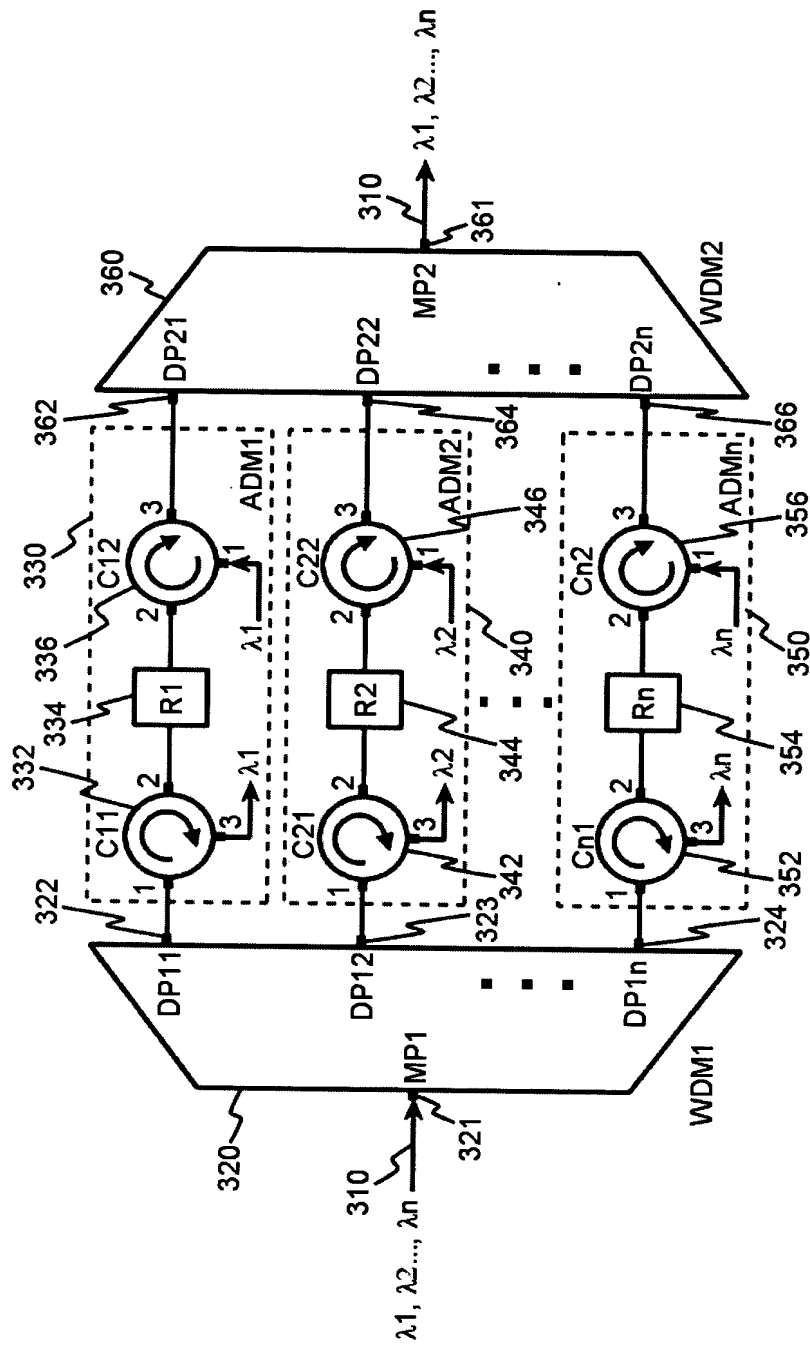 λ1, λ2..., λn
310
321
320
MP1
WDM1
DP11
DP12
DP1n
322
323
324
330
332
334
336
C11
1
2
3
λ1
R1
C12
2
3
1
λ1
ADM1
C21
1
2
3
λ2
342
R2
344
C22
2
3
1
λ2
ADM2
346
340
Cn1
1
2
3
λn
352
Rn
354
Cn2
2
3
1
λn
ADMn
356
350
362
364
366
DP21
DP22
DP2n
360
MP2
WDM2
310
361
λ1, λ2..., λn